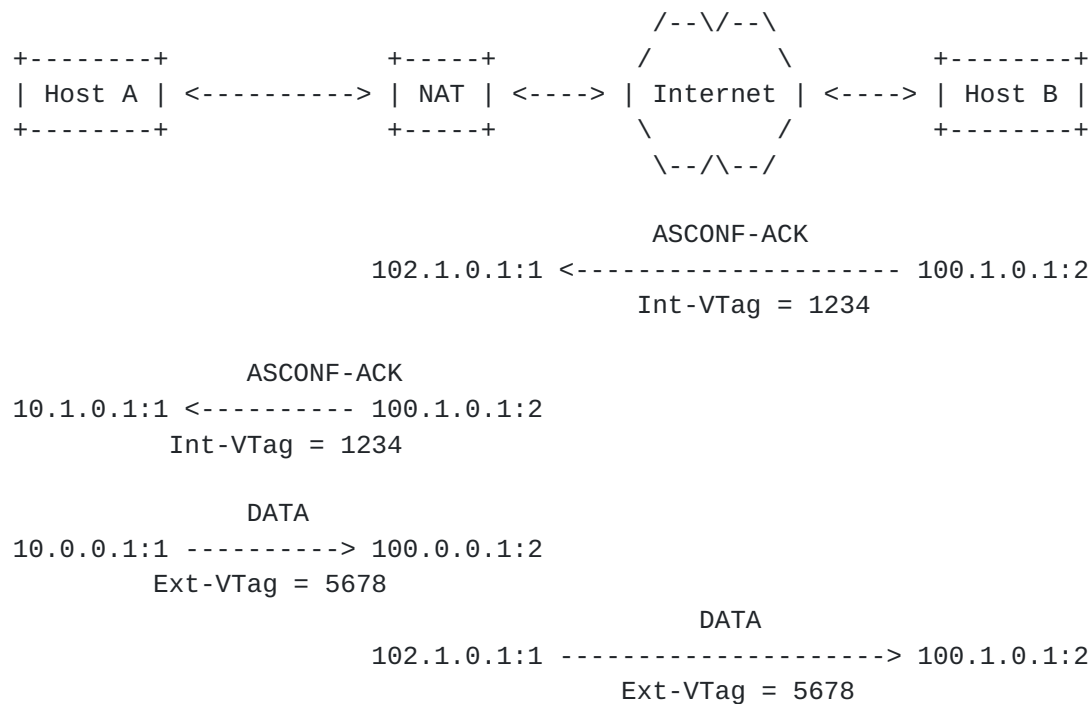 /--\/--\
+--------+              +-----+         /        \         +--------+
| Host A | <----------> | NAT | <----> | Internet | <----> | Host B |
+--------+              +-----+         \        /         +--------+
                                         \--/\--/
ASCONF-ACK
102.1.0.1:1 <--------------------- 100.1.0.1:2
Int-VTag = 1234
ASCONF-ACK
10.1.0.1:1 <---------- 100.1.0.1:2
Int-VTag = 1234
DATA
10.0.0.1:1 ----------> 100.0.0.1:2
Ext-VTag = 5678
DATA
102.1.0.1:1 ---------------------> 100.1.0.1:2
Ext-VTag = 5678